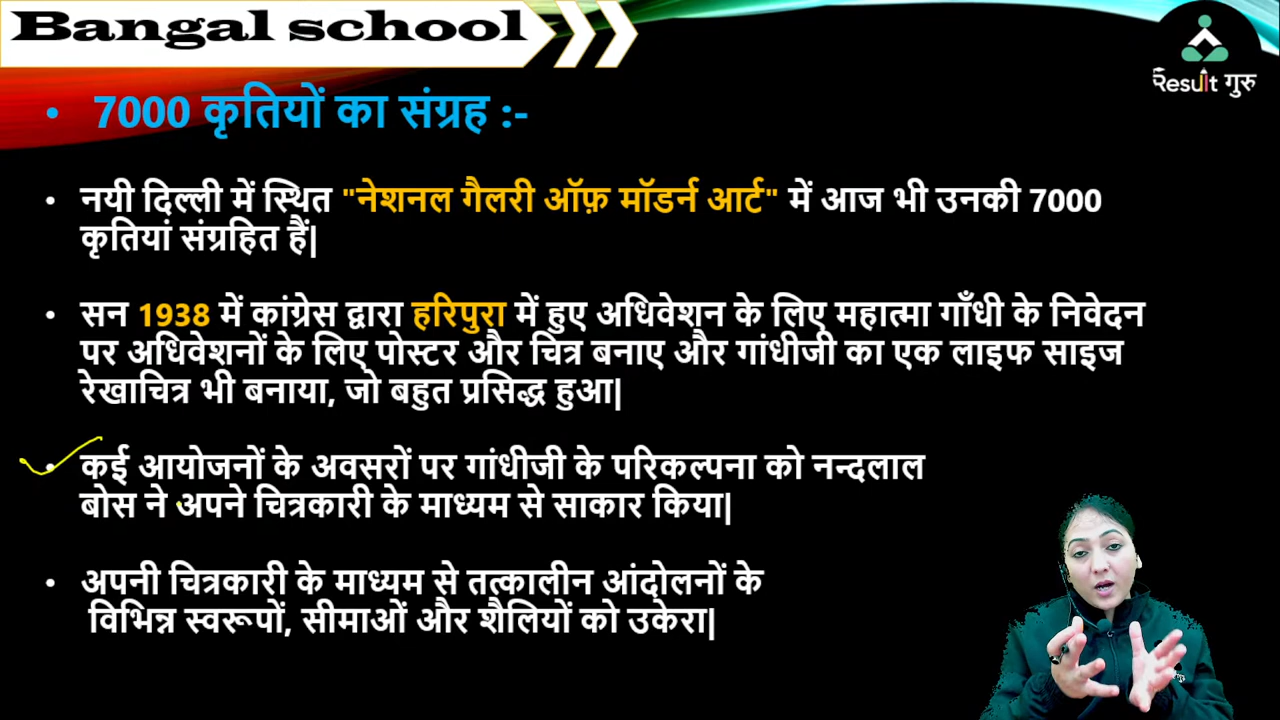 Bangal school
Result गुरु
• 7000 कृतियों का संग्रह :-
• नयी दिल्ली में स्थित "नेशनल गैलरी ऑफ़ मॉडर्न आर्ट" में आज भी उनकी 7000
कृतियां संग्रहित हैं|
• सन 1938 में कांग्रेस द्वारा हरिपुरा में हुए अधिवेशन के लिए महात्मा गाँधी के निवेदन
पर अधिवेशनों के लिए पोस्टर और चित्र बनाए और गांधीजी का एक लाइफ साइज
रेखाचित्र भी बनाया, जो बहुत प्रसिद्ध हुआ|
• कई आयोजनों के अवसरों पर गांधीजी के परिकल्पना को नन्दलाल
बोस ने अपने चित्रकारी के माध्यम से साकार किया|
• अपनी चित्रकारी के माध्यम से तत्कालीन आंदोलनों के
विभिन्न स्वरूपों, सीमाओं और शैलियों को उकेरा|